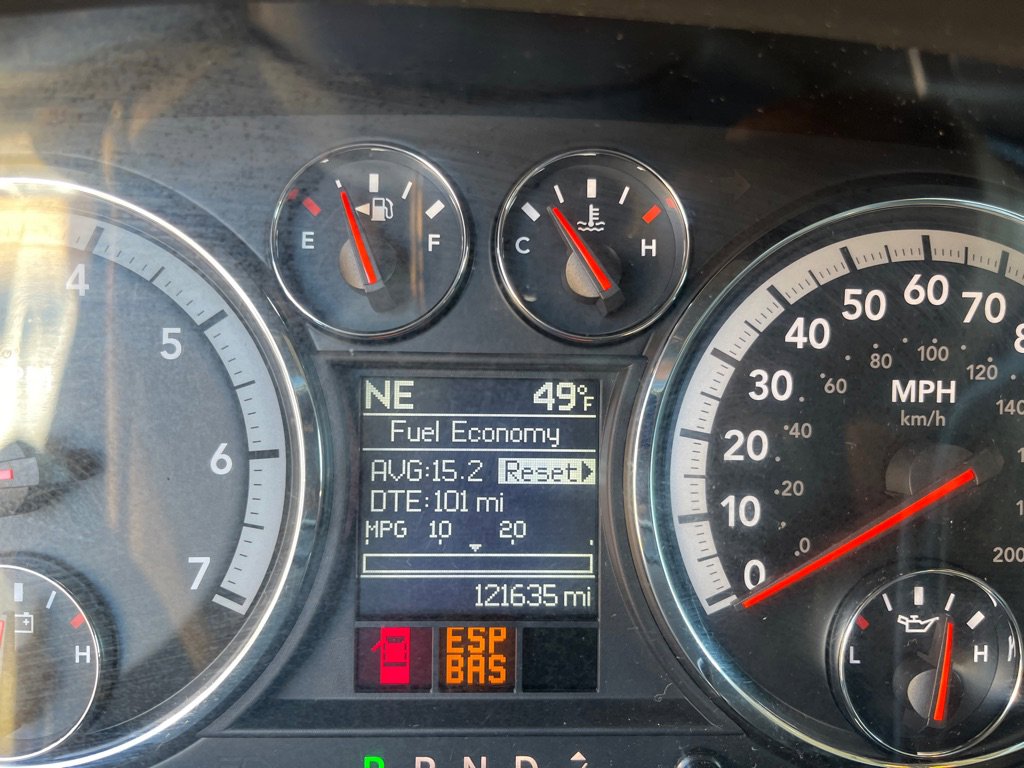 E F
C H
4
5
6
7
H
NE 49°F
Fuel Economy
AVG:15.2 Reset
DTE:101 mi
MPG 10 20
121635 mi
ESP
BAS
P R N D
0 10 20 30 40 50 60 70
MPH
km/h
0 20 40 60 80 100 120 140
200
L H